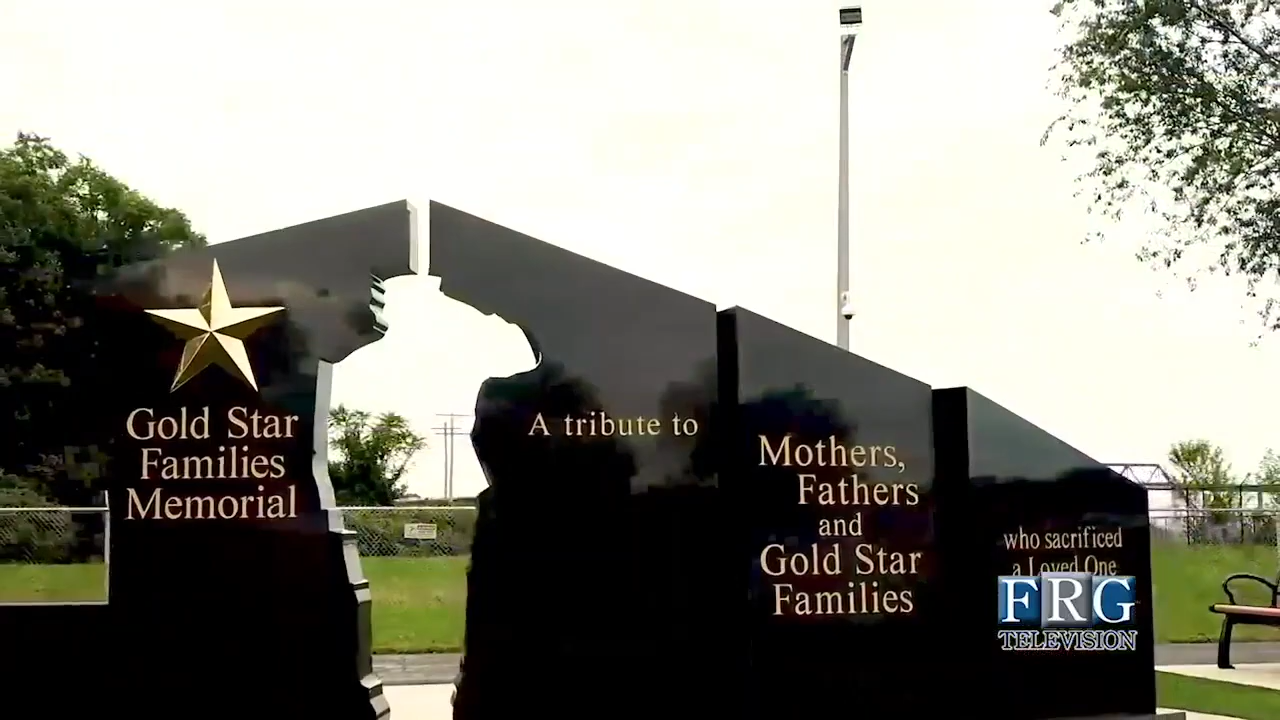 Gold Star
Families
Memorial
A tribute to
Mothers,
Fathers
and
Gold Star
Families
who sacrificed
a Loved One
FRG
TELEVISION